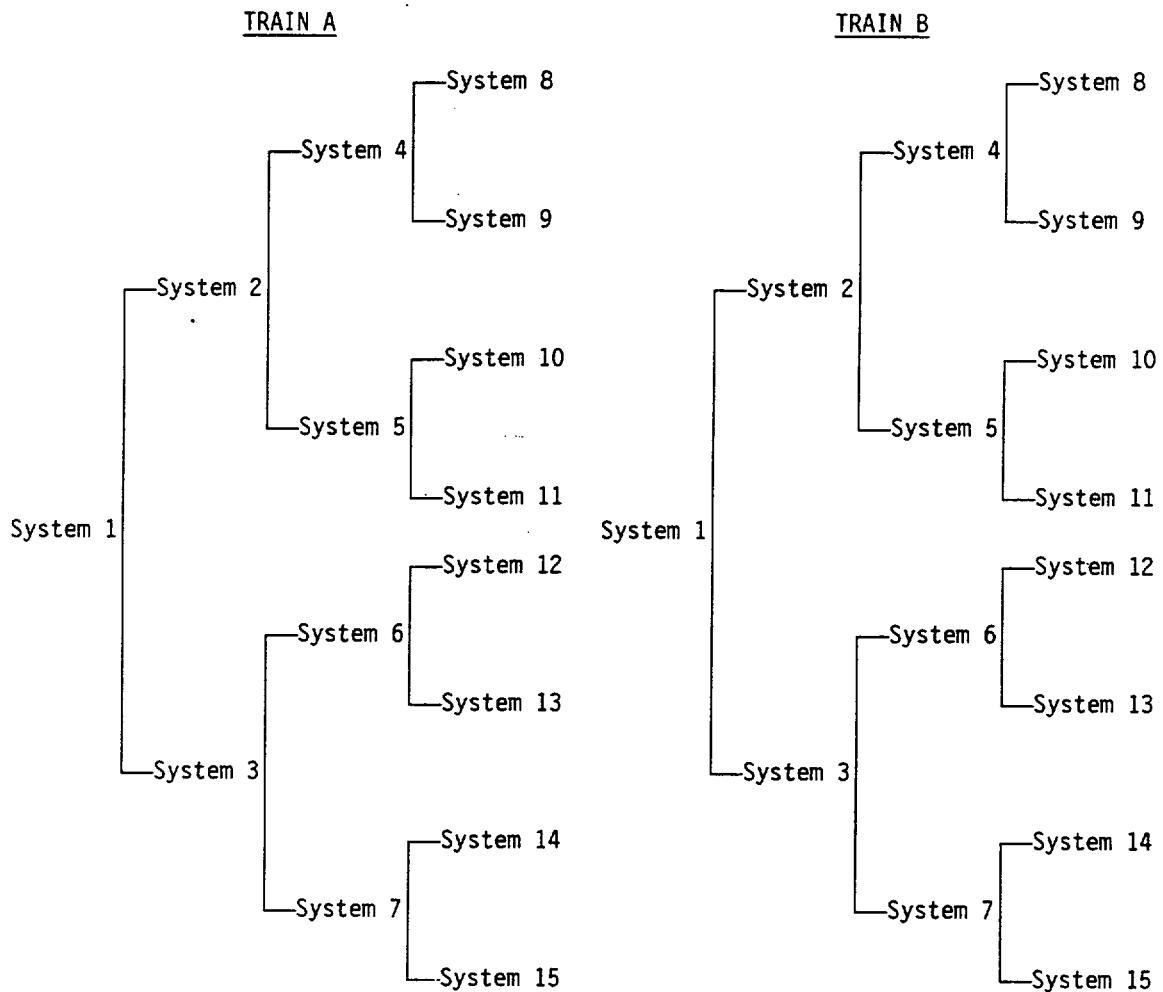 TRAIN A
System 8
System 4
System 9
System 2
System 10
System 5
System 11
System 1
System 12
System 6
System 13
System 3
System 14
System 7
System 15
TRAIN B
System 8
System 4
System 9
System 2
System 10
System 5
System 11
System 1
System 12
System 6
System 13
System 3
System 14
System 7
System 15